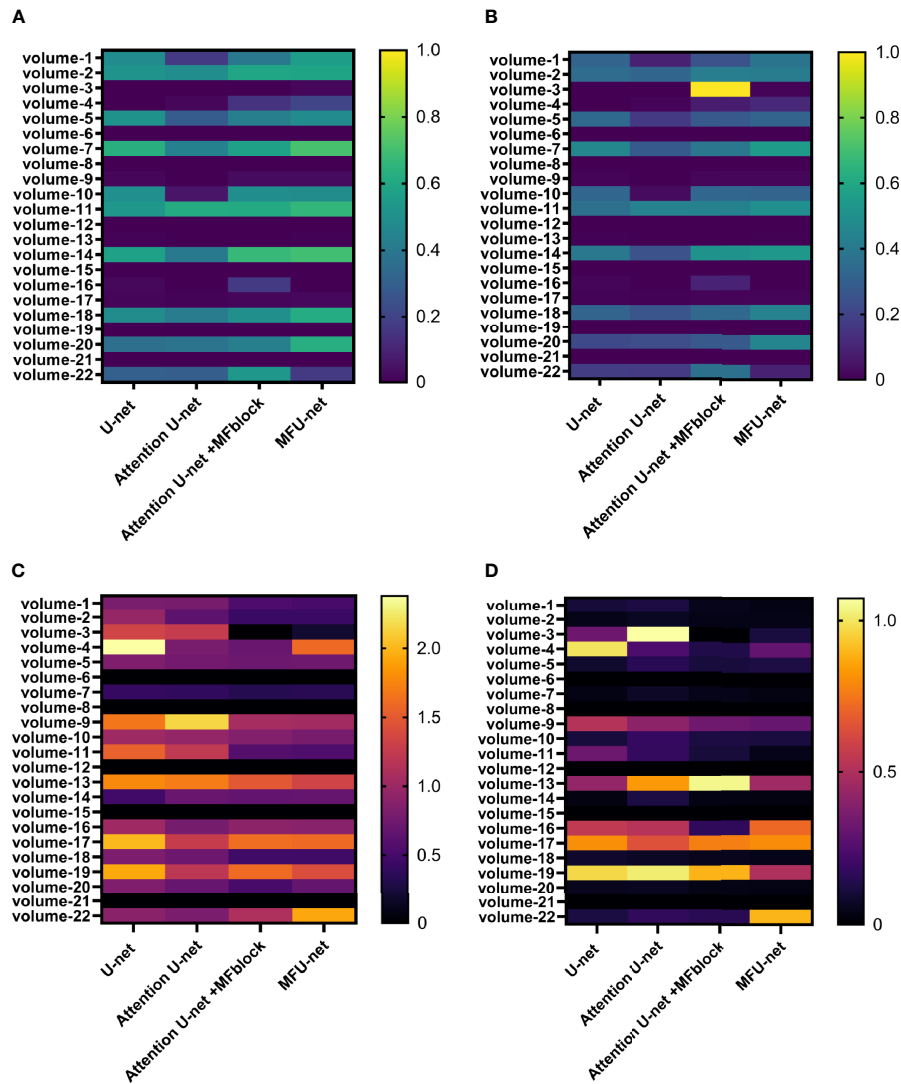 A
volume-1
volume-2
volume-3
volume-4
volume-5
volume-6
volume-7
volume-8
volume-9
volume-10
volume-11
volume-12
volume-13
volume-14
volume-15
volume-16
volume-17
volume-18
volume-19
volume-20
volume-21
volume-22
1.0
0.8
0.6
0.4
0.2
0
U-net
Attention U-net
Attention U-net +MFblock
MFU-net
B
volume-1
volume-2
volume-3
volume-4
volume-5
volume-6
volume-7
volume-8
volume-9
volume-10
volume-11
volume-12
volume-13
volume-14
volume-15
volume-16
volume-17
volume-18
volume-19
volume-20
volume-21
volume-22
1.0
0.8
0.6
0.4
0.2
0
U-net
Attention U-net
Attention U-net +MFblock
MFU-net
C
volume-1
volume-2
volume-3
volume-4
volume-5
volume-6
volume-7
volume-8
volume-9
volume-10
volume-11
volume-12
volume-13
volume-14
volume-15
volume-16
volume-17
volume-18
volume-19
volume-20
volume-21
volume-22
2.0
1.5
1.0
0.5
0
U-net
Attention U-net
Attention U-net +MFblock
MFU-net
D
volume-1
volume-2
volume-3
volume-4
volume-5
volume-6
volume-7
volume-8
volume-9
volume-10
volume-11
volume-12
volume-13
volume-14
volume-15
volume-16
volume-17
volume-18
volume-19
volume-20
volume-21
volume-22
1.0
0.5
0
U-net
Attention U-net
Attention U-net +MFblock
MFU-net